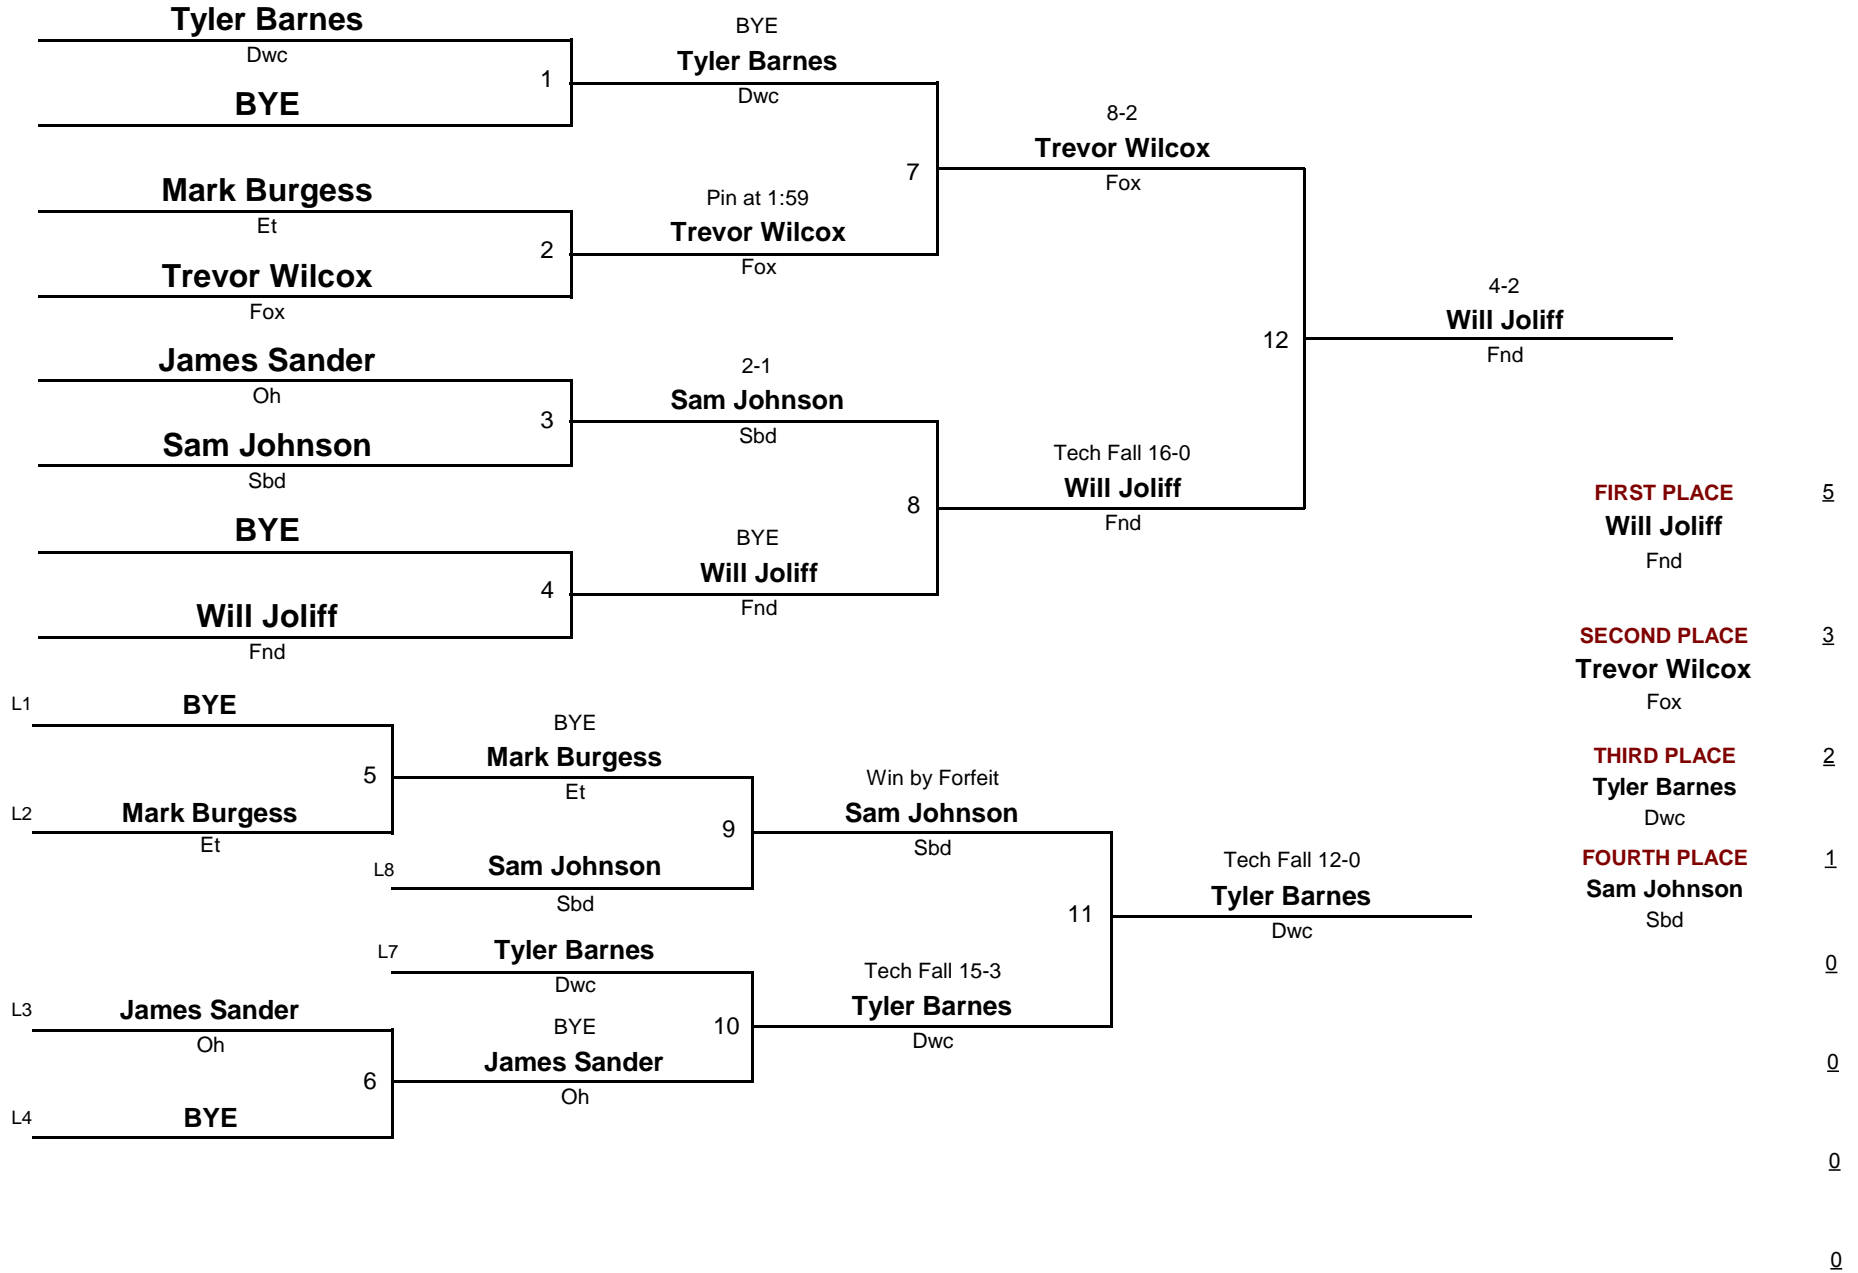 Tyler Barnes
Dwc
1
BYE
BYE
Tyler Barnes
Dwc
Mark Burgess
Et
2
Trevor Wilcox
Fox
Pin at 1:59
Trevor Wilcox
Fox
7
8-2
Trevor Wilcox
Fox
James Sander
Oh
3
Sam Johnson
Sbd
2-1
Sam Johnson
Sbd
BYE
4
Will Joliff
Fnd
BYE
Will Joliff
Fnd
8
Tech Fall 16-0
Will Joliff
Fnd
12
4-2
Will Joliff
Fnd
FIRST PLACE 5
Will Joliff
Fnd
SECOND PLACE 3
Trevor Wilcox
Fox
THIRD PLACE 2
Tyler Barnes
Dwc
FOURTH PLACE 1
Sam Johnson
Sbd
0
0
0
0
L1 BYE
5
L2 Mark Burgess
Et
BYE
Mark Burgess
Et
9
L8 Sam Johnson
Sbd
Win by Forfeit
Sam Johnson
Sbd
L7 Tyler Barnes
Dwc
10
L3 James Sander
Oh
6
L4 BYE
BYE
James Sander
Oh
Tech Fall 15-3
Tyler Barnes
Dwc
11
Tech Fall 12-0
Tyler Barnes
Dwc